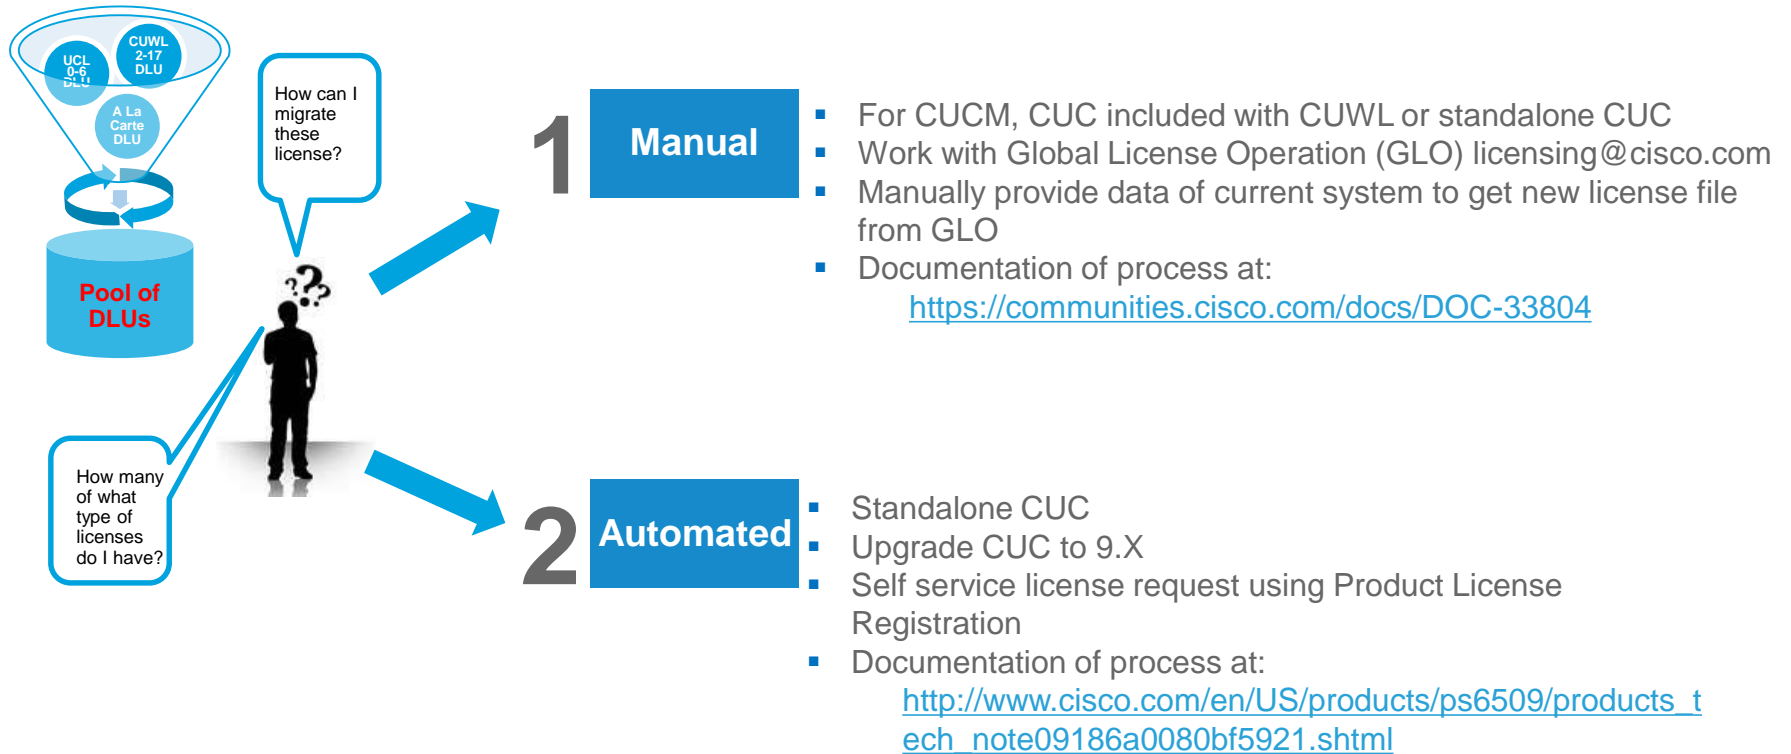 UCL
0-6
DLU
CUWL
2-17
DLU
A La
Carte
DLU
Pool of
DLUs
How can I
migrate
these
license?
???
How many
of what
type of
licenses
do I have?
1
Manual
For CUCM, CUC included with CUWL or standalone CUC
Work with Global License Operation (GLO) licensing@cisco.com
Manually provide data of current system to get new license file
from GLO
Documentation of process at:
https://communities.cisco.com/docs/DOC-33804
2
Automated
Standalone CUC
Upgrade CUC to 9.X
Self service license request using Product License
Registration
Documentation of process at:
http://www.cisco.com/en/US/products/ps6509/products_t
ech_note09186a0080bf5921.shtml